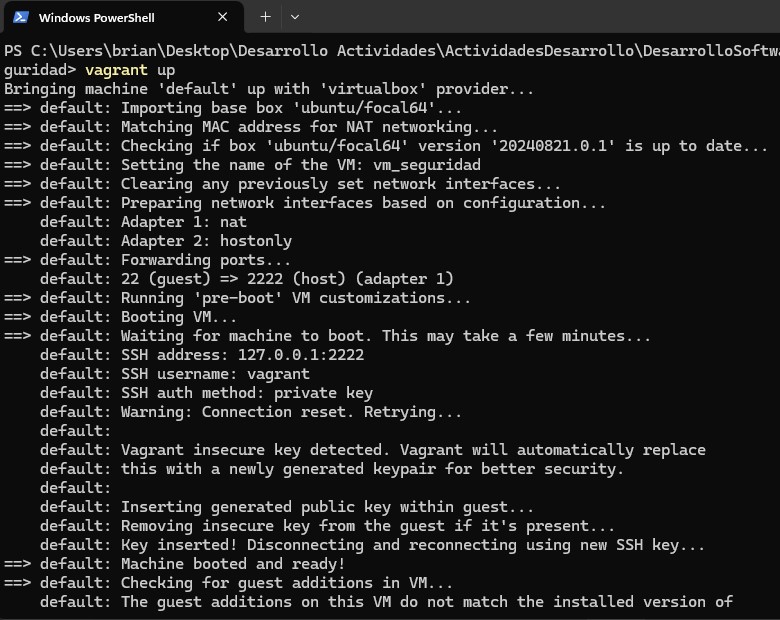 Windows PowerShell
PS C:\Users\brian\Desktop\Desarrollo Actividades\ActividadesDesarrollo\DesarrolloSoftw
guridad> vagrant up
Bringing machine 'default' up with 'virtualbox' provider...
==> default: Importing base box 'ubuntu/focal64'...
==> default: Matching MAC address for NAT networking...
==> default: Checking if box 'ubuntu/focal64' version '20240821.0.1' is up to date...
==> default: Setting the name of the VM: vm_seguridad
==> default: Clearing any previously set network interfaces...
==> default: Preparing network interfaces based on configuration...
    default: Adapter 1: nat
    default: Adapter 2: hostonly
==> default: Forwarding ports...
    default: 22 (guest) => 2222 (host) (adapter 1)
==> default: Running 'pre-boot' VM customizations...
==> default: Booting VM...
==> default: Waiting for machine to boot. This may take a few minutes...
    default: SSH address: 127.0.0.1:2222
    default: SSH username: vagrant
    default: SSH auth method: private key
    default: Warning: Connection reset. Retrying...
    default:
    default: Vagrant insecure key detected. Vagrant will automatically replace
    default: this with a newly generated keypair for better security.
    default:
    default: Inserting generated public key within guest...
    default: Removing insecure key from the guest if it's present...
    default: Key inserted! Disconnecting and reconnecting using new SSH key...
==> default: Machine booted and ready!
==> default: Checking for guest additions in VM...
    default: The guest additions on this VM do not match the installed version of